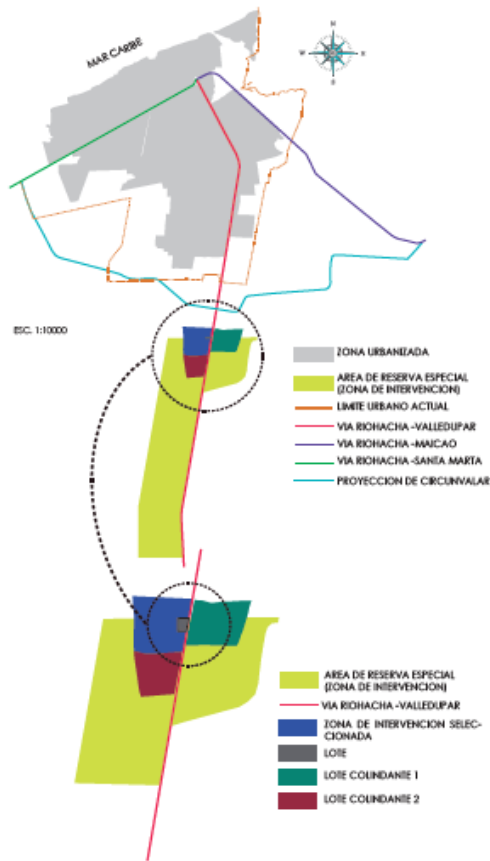 MAR CARIBE
N
W
E
S
ESC. 1:10000
ZONA URBANIZADA
AREA DE RESERVA ESPECIAL
(ZONA DE INTERVENCION)
LIMITE URBANO ACTUAL
VIA RIOHACHA -VALLEDUPAR
VIA RIOHACHA -MAICAO
VIA RIOHACHA -SANTA MARTA
PROYECCION DE CIRCUNVALAR
AREA DE RESERVA ESPECIAL
(ZONA DE INTERVENCION)
VIA RIOHACHA -VALLEDUPAR
ZONA DE INTERVENCION SELEC-
CIONADA
LOTE
LOTE COLINDANTE 1
LOTE COLINDANTE 2